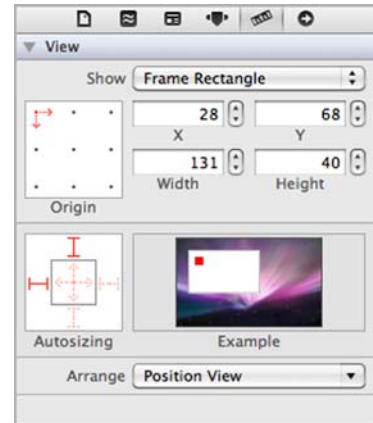 View
Show Frame Rectangle
28 68
X Y
131 40
Width Height
Origin
Autosizing Example
Arrange Position View